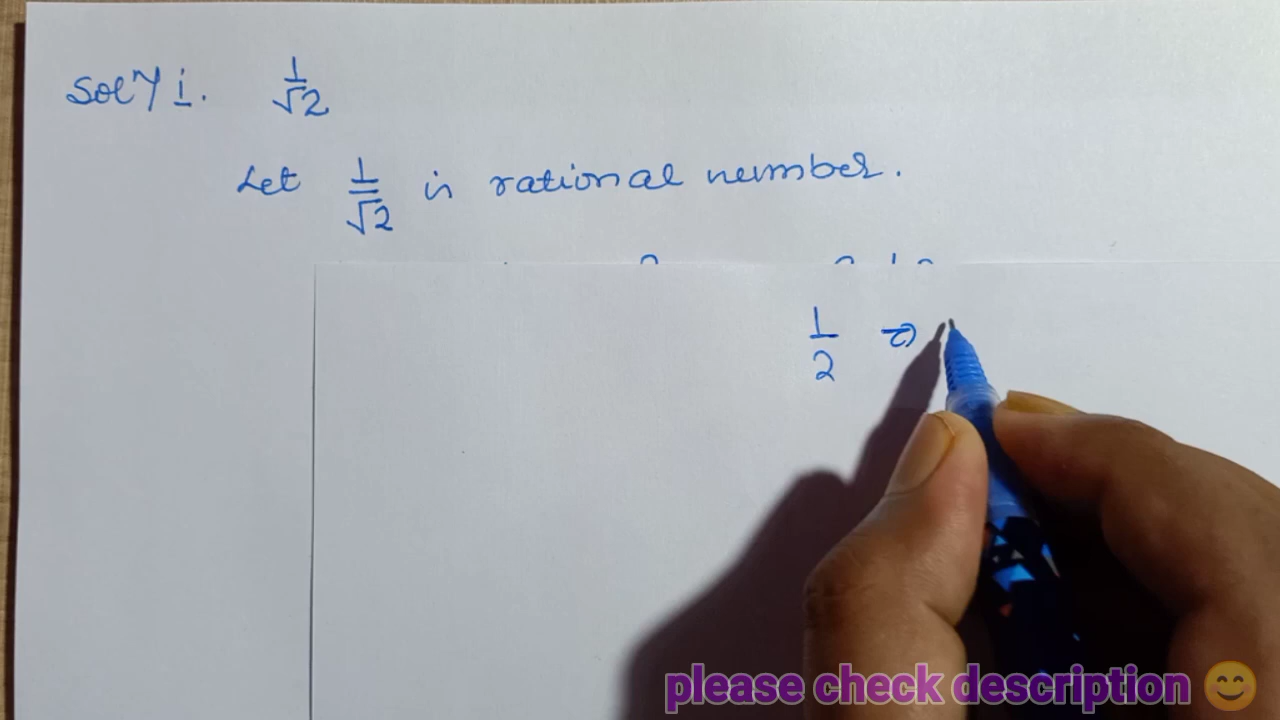 Solⁿ/ i. 1/√2
Let 1/√2 is rational number.
1/2 ⇒
please check description 😊